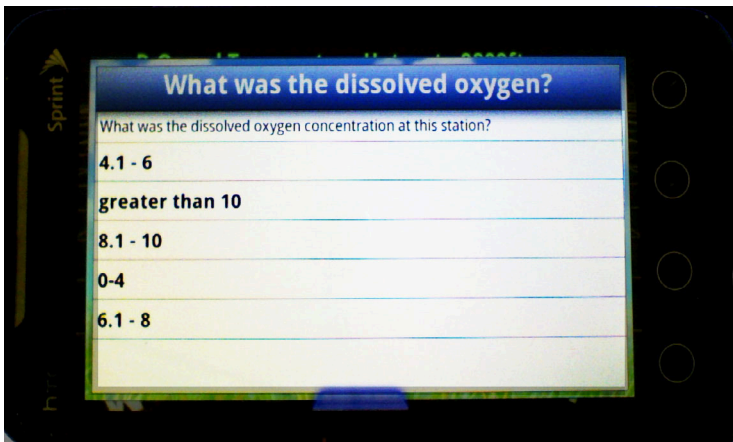 What was the dissolved oxygen?
What was the dissolved oxygen concentration at this station?
4.1 - 6
greater than 10
8.1 - 10
0-4
6.1 - 8
Sprint